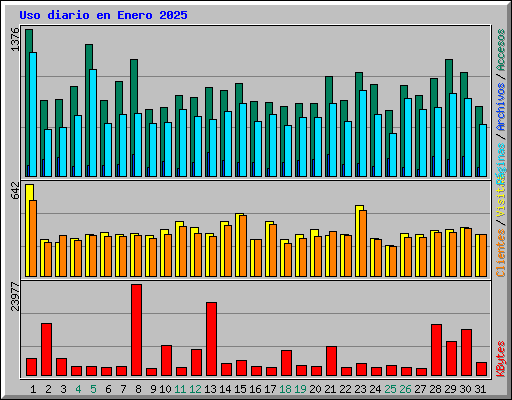 Uso diario en Enero 2025
1376
642
23977
Accesos
/ Archivos /
Páginas
Clientes / Visitas
KBytes
1 2 3 4 5 6 7 8 9 10 11 12 13 14 15 16 17 18 19 20 21 22 23 24 25 26 27 28 29 30 31